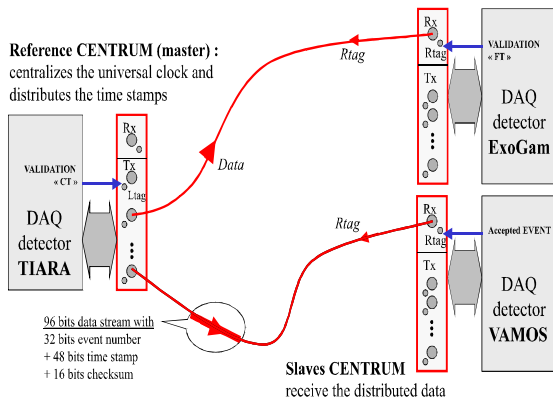 Reference CENTRUM (master) :
centralizes the universal clock and
distributes the time stamps
VALIDATION
« CT »
DAQ
detector
TIARA
Rx
Tx
Ltag
Data
Rtag
Rx
Rtag
Tx
VALIDATION
« FT »
DAQ
detector
ExoGam
Rtag
Rx
Rtag
Tx
Accepted EVENT
DAQ
detector
VAMOS
96 bits data stream with
32 bits event number
+ 48 bits time stamp
+ 16 bits checksum
Slaves CENTRUM
receive the distributed data